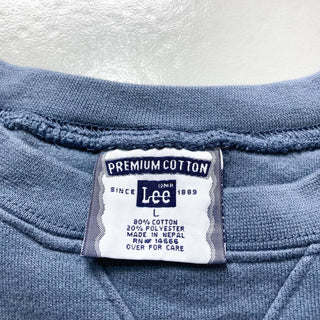 PREMIUM COTTON
SINCE Lee 1889
L
80% COTTON
20% POLYESTER
MADE IN NEPAL
RN# 14666
OVER FOR CARE